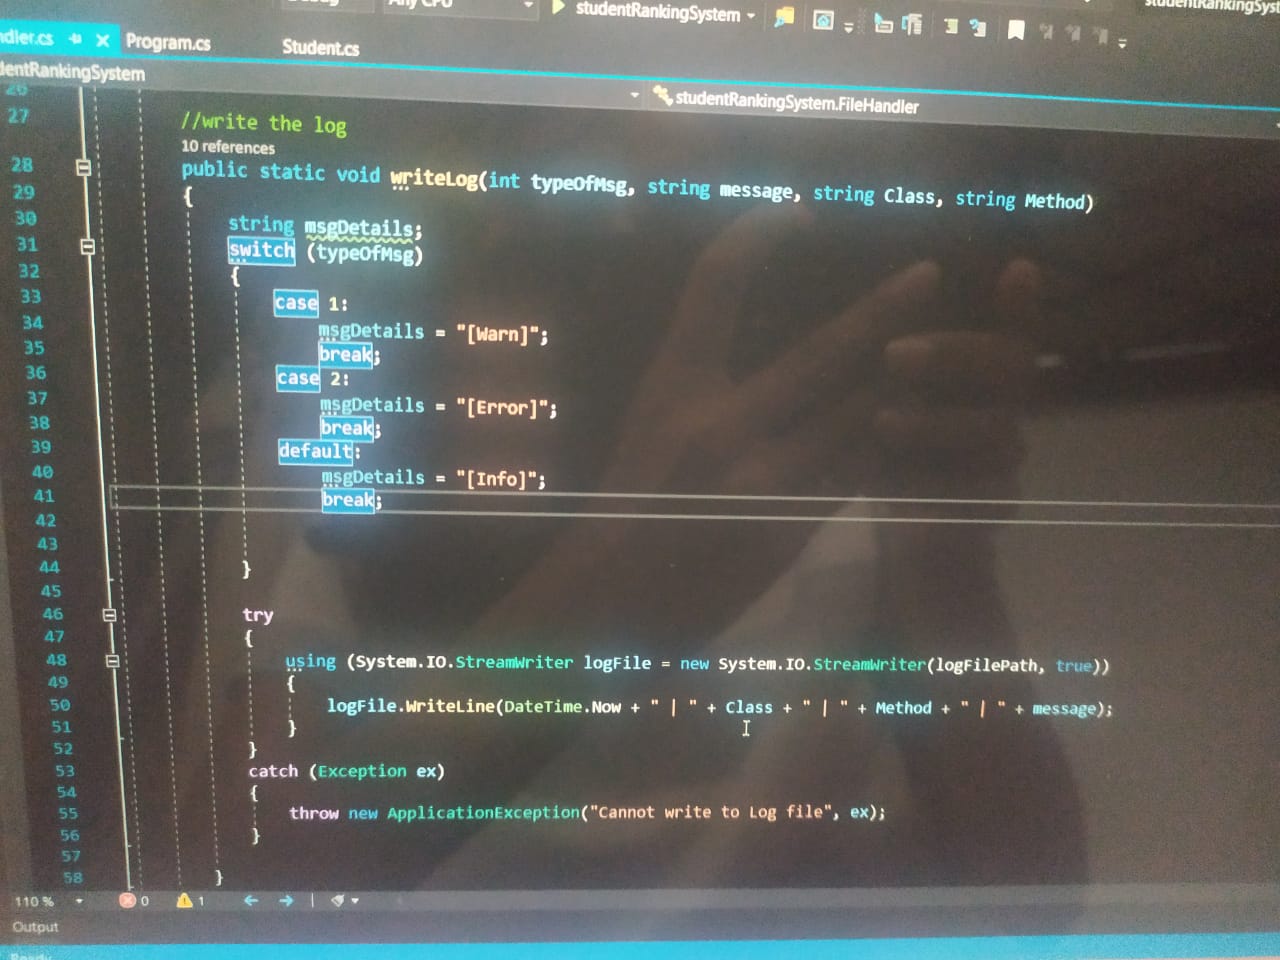 Any CPU
studentRankingSystem
studentRankingSyst
ndler.cs
Program.cs
Student.cs
dentRankingSystem
studentRankingSystem.FileHandler
26
27 //write the log
10 references
28 public static void writeLog(int typeOfMsg, string message, string Class, string Method)
29 {
30 string msgDetails;
31 switch (typeOfMsg)
32 {
33 case 1:
34 msgDetails = "[Warn]";
35 break;
36 case 2:
37 msgDetails = "[Error]";
38 break;
39 default:
40 msgDetails = "[Info]";
41 break;
42
43
44 }
45
46 try
47 {
48 using (System.IO.StreamWriter logFile = new System.IO.StreamWriter(logFilePath, true))
49 {
50 logFile.WriteLine(DateTime.Now + " | " + Class + " | " + Method + " | " + message);
51 }
52 }
53 catch (Exception ex)
54 {
55 throw new ApplicationException("Cannot write to Log file", ex);
56 }
57
58 }
110 % 0 1
Output